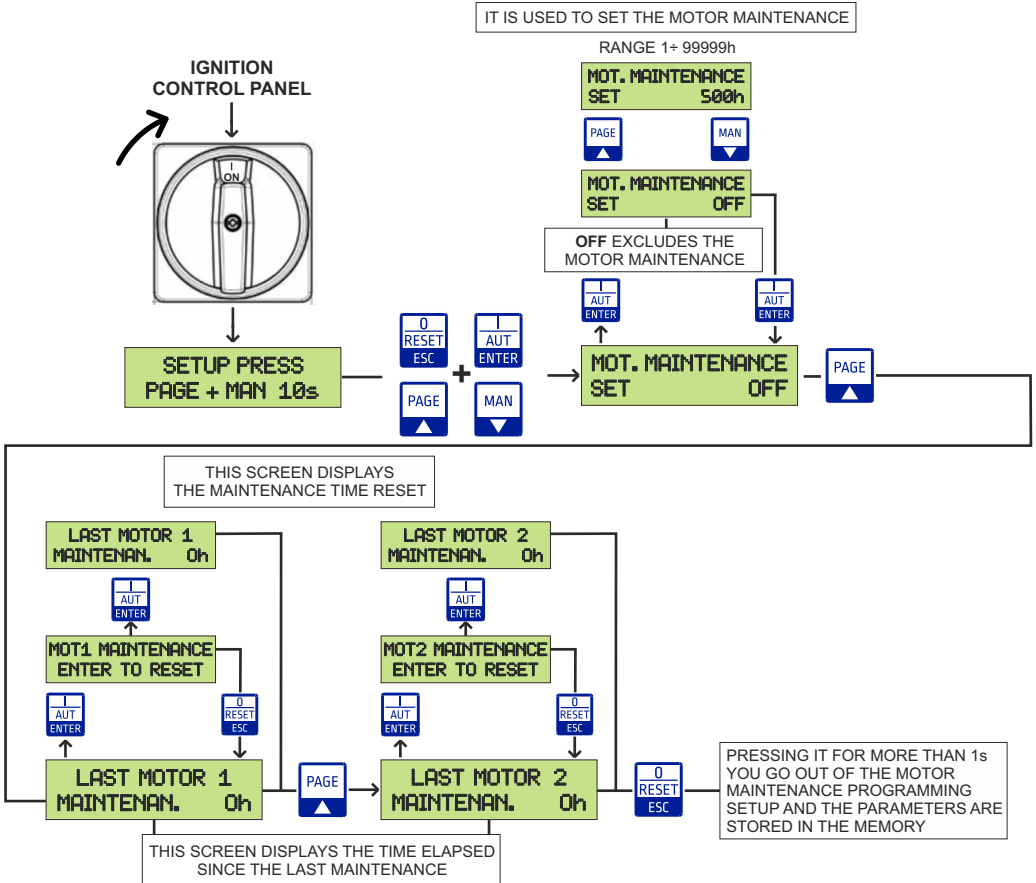 IT IS USED TO SET THE MOTOR MAINTENANCE
RANGE 1÷ 99999h
MOT. MAINTENANCE
SET 500h
PAGE
MAN
MOT. MAINTENANCE
SET OFF
OFF EXCLUDES THE
MOTOR MAINTENANCE
I
AUT
ENTER
I
AUT
ENTER
IGNITION
CONTROL PANEL
I
ON
SETUP PRESS
PAGE + MAN 10s
0
RESET
ESC
I
AUT
ENTER
+
PAGE
MAN
MOT. MAINTENANCE
SET OFF
PAGE
THIS SCREEN DISPLAYS
THE MAINTENANCE TIME RESET
LAST MOTOR 1
MAINTENAN. 0h
I
AUT
ENTER
MOT1 MAINTENANCE
ENTER TO RESET
I
AUT
ENTER
0
RESET
ESC
LAST MOTOR 1
MAINTENAN. 0h
PAGE
LAST MOTOR 2
MAINTENAN. 0h
I
AUT
ENTER
MOT2 MAINTENANCE
ENTER TO RESET
I
AUT
ENTER
0
RESET
ESC
LAST MOTOR 2
MAINTENAN. 0h
0
RESET
ESC
PRESSING IT FOR MORE THAN 1s
YOU GO OUT OF THE MOTOR
MAINTENANCE PROGRAMMING
SETUP AND THE PARAMETERS ARE
STORED IN THE MEMORY
THIS SCREEN DISPLAYS THE TIME ELAPSED
SINCE THE LAST MAINTENANCE